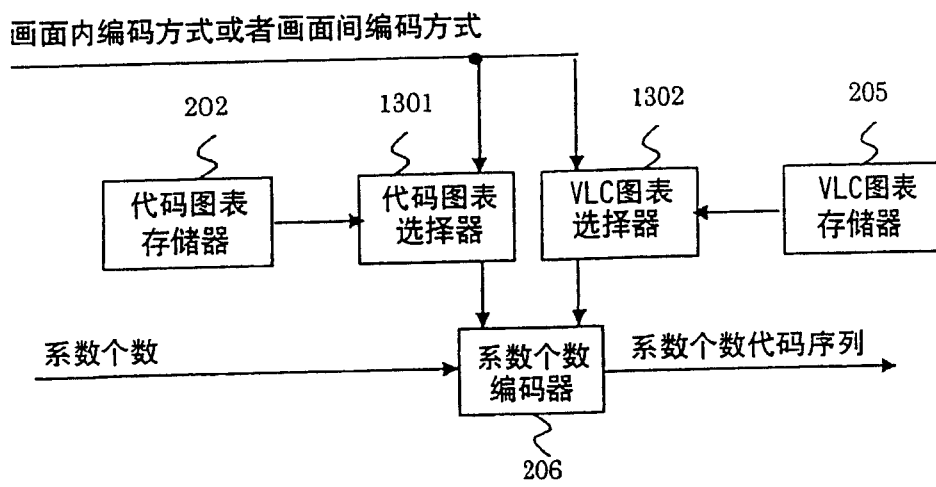 画面内编码方式或者画面间编码方式
202
1301
1302
205
代码图表
存储器
代码图表
选择器
VLC图表
选择器
VLC图表
存储器
系数个数
系数个数
编码器
系数个数代码序列
206